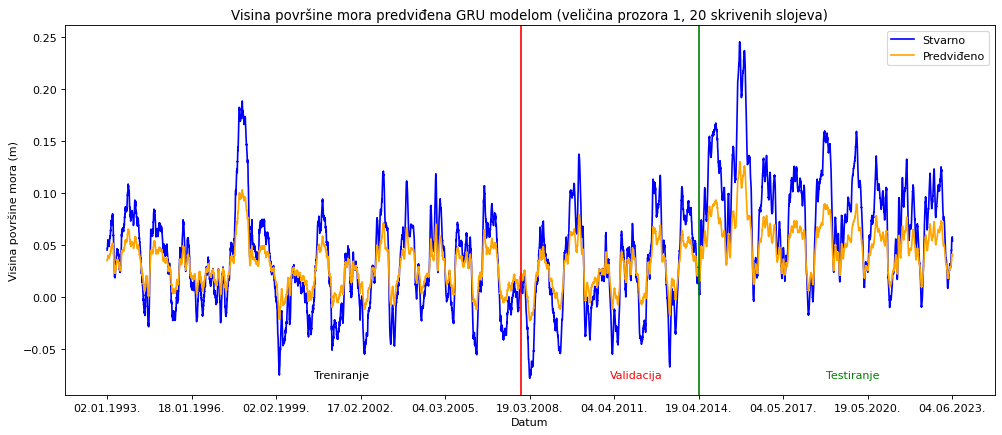 Visina površine mora predviđena GRU modelom (veličina prozora 1, 20 skrivenih slojeva)
Stvarno
Predviđeno
Visina površine mora (m)
0.25
0.20
0.15
0.10
0.05
0.00
−0.05
Treniranje
Validacija
Testiranje
02.01.1993. 18.01.1996. 02.02.1999. 17.02.2002. 04.03.2005. 19.03.2008. 04.04.2011. 19.04.2014. 04.05.2017. 19.05.2020. 04.06.2023.
Datum